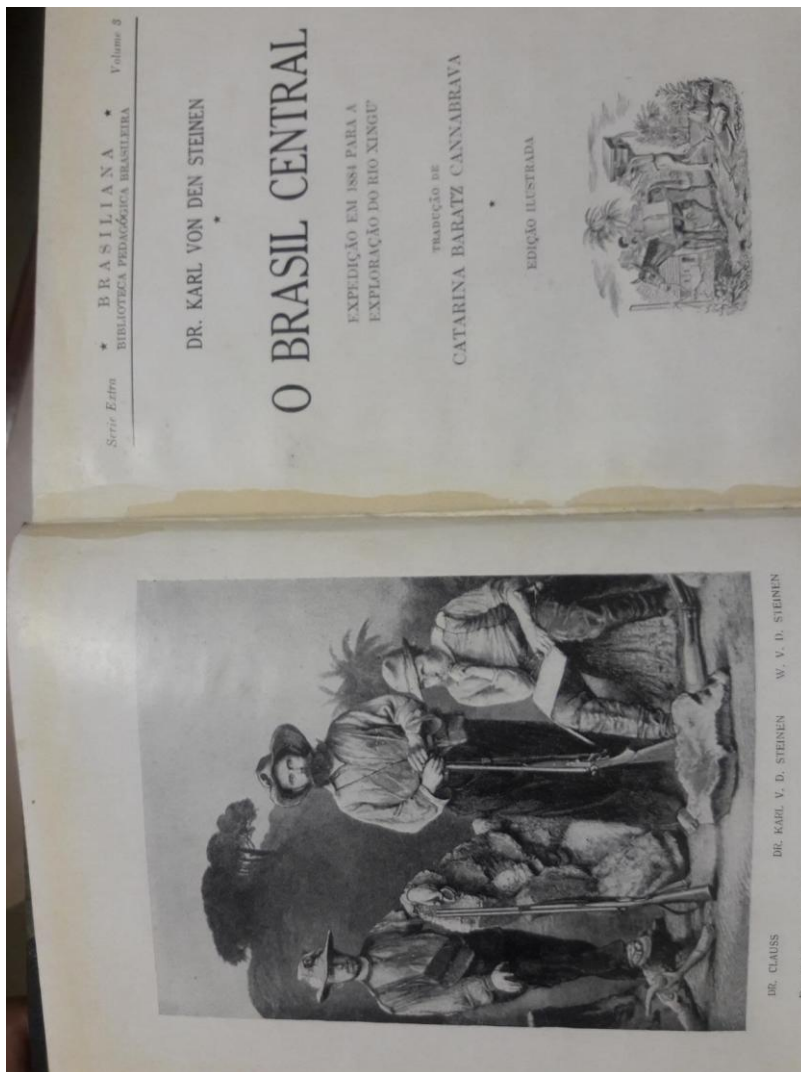 DR. CLAUSS DR. KARL V. D. STEINEN W. V. D. STEINEN
Serie Extra ★ BRASILIANA ★ Volume 3
BIBLIOTECA PEDAGÓGICA BRASILEIRA
DR. KARL VON DEN STEINEN
★
O BRASIL CENTRAL
EXPEDIÇÃO EM 1884 PARA A
EXPLORAÇÃO DO RIO XINGÚ
TRADUÇÃO DE
CATARINA BARATZ CANNABRAVA
★
EDIÇÃO ILUSTRADA